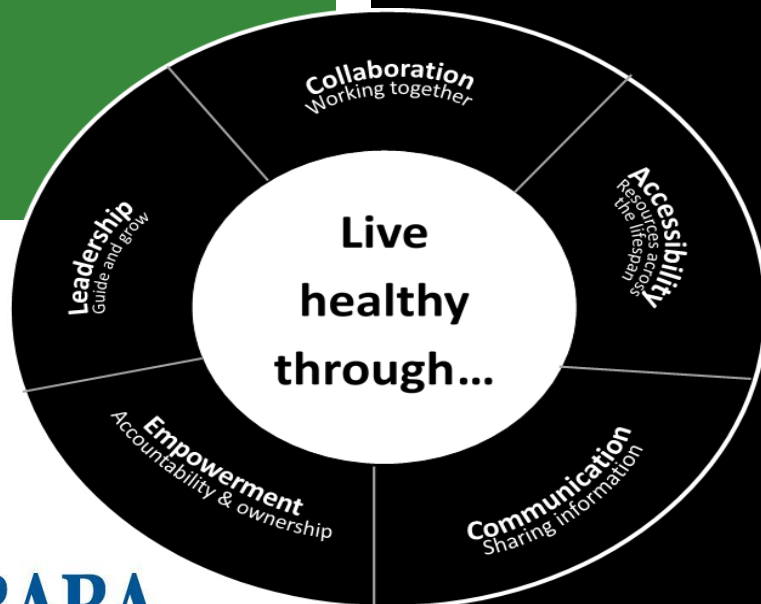 Collaboration
Working together
Accessibility
Resources across
the lifespan
Communication
Sharing information
Empowerment
Accountability & ownership
Leadership
Guide and grow
Live
healthy
through...